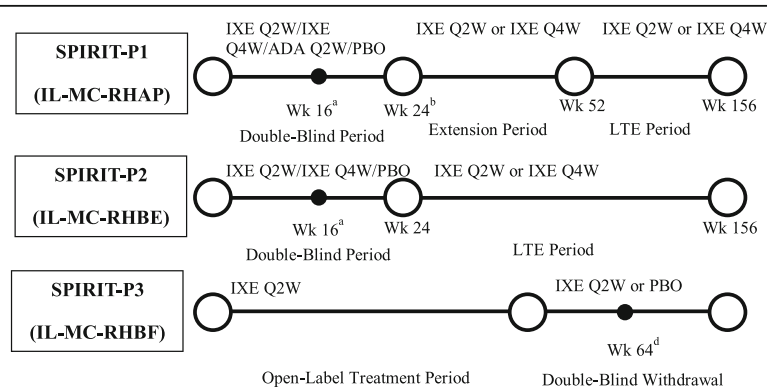 SPIRIT-P1
(IL-MC-RHAP)
IXE Q2W/IXE
Q4W/ADA Q2W/PBO
IXE Q2W or IXE Q4W
IXE Q2W or IXE Q4W
Wk 16a
Wk 24b
Wk 52
Wk 156
Double-Blind Period
Extension Period
LTE Period
SPIRIT-P2
(IL-MC-RHBE)
IXE Q2W/IXE Q4W/PBO
IXE Q2W or IXE Q4W
Wk 16a
Wk 24
Wk 156
Double-Blind Period
LTE Period
SPIRIT-P3
(IL-MC-RHBF)
IXE Q2W
IXE Q2W or PBO
Wk 64d
Open-Label Treatment Period
Double-Blind Withdrawal